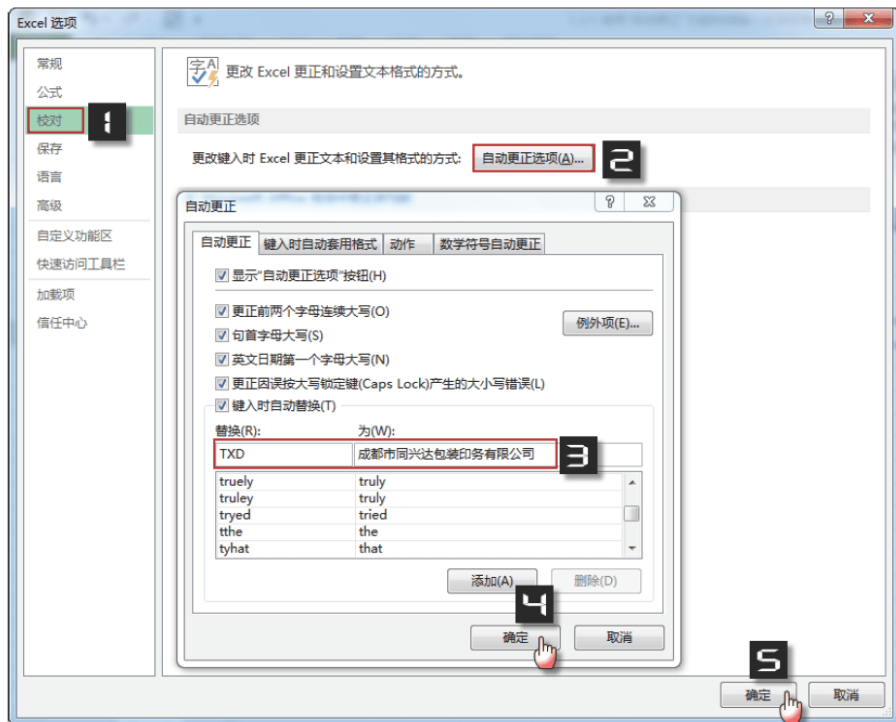 Excel 选项
常规
公式
校对
1
保存
语言
高级
自定义功能区
快速访问工具栏
加载项
信任中心
更改 Excel 更正和设置文本格式的方式。
自动更正选项
更改键入时 Excel 更正文本和设置其格式的方式: 自动更正选项(A)... 2
自动更正
自动更正 键入时自动套用格式 动作 数学符号自动更正
显示“自动更正选项”按钮(H)
更正前两个字母连续大写(O)
例外项(E)...
句首字母大写(S)
英文日期第一个字母大写(N)
更正因误按大写锁定键(Caps Lock)产生的大小写错误(L)
键入时自动替换(T)
替换(R): 为(W):
TXD 成都市同兴达包装印务有限公司 3
truely truly
truley truly
tryed tried
tthe the
tyhat that
添加(A) 删除(D)
4
确定 取消
5
确定 取消